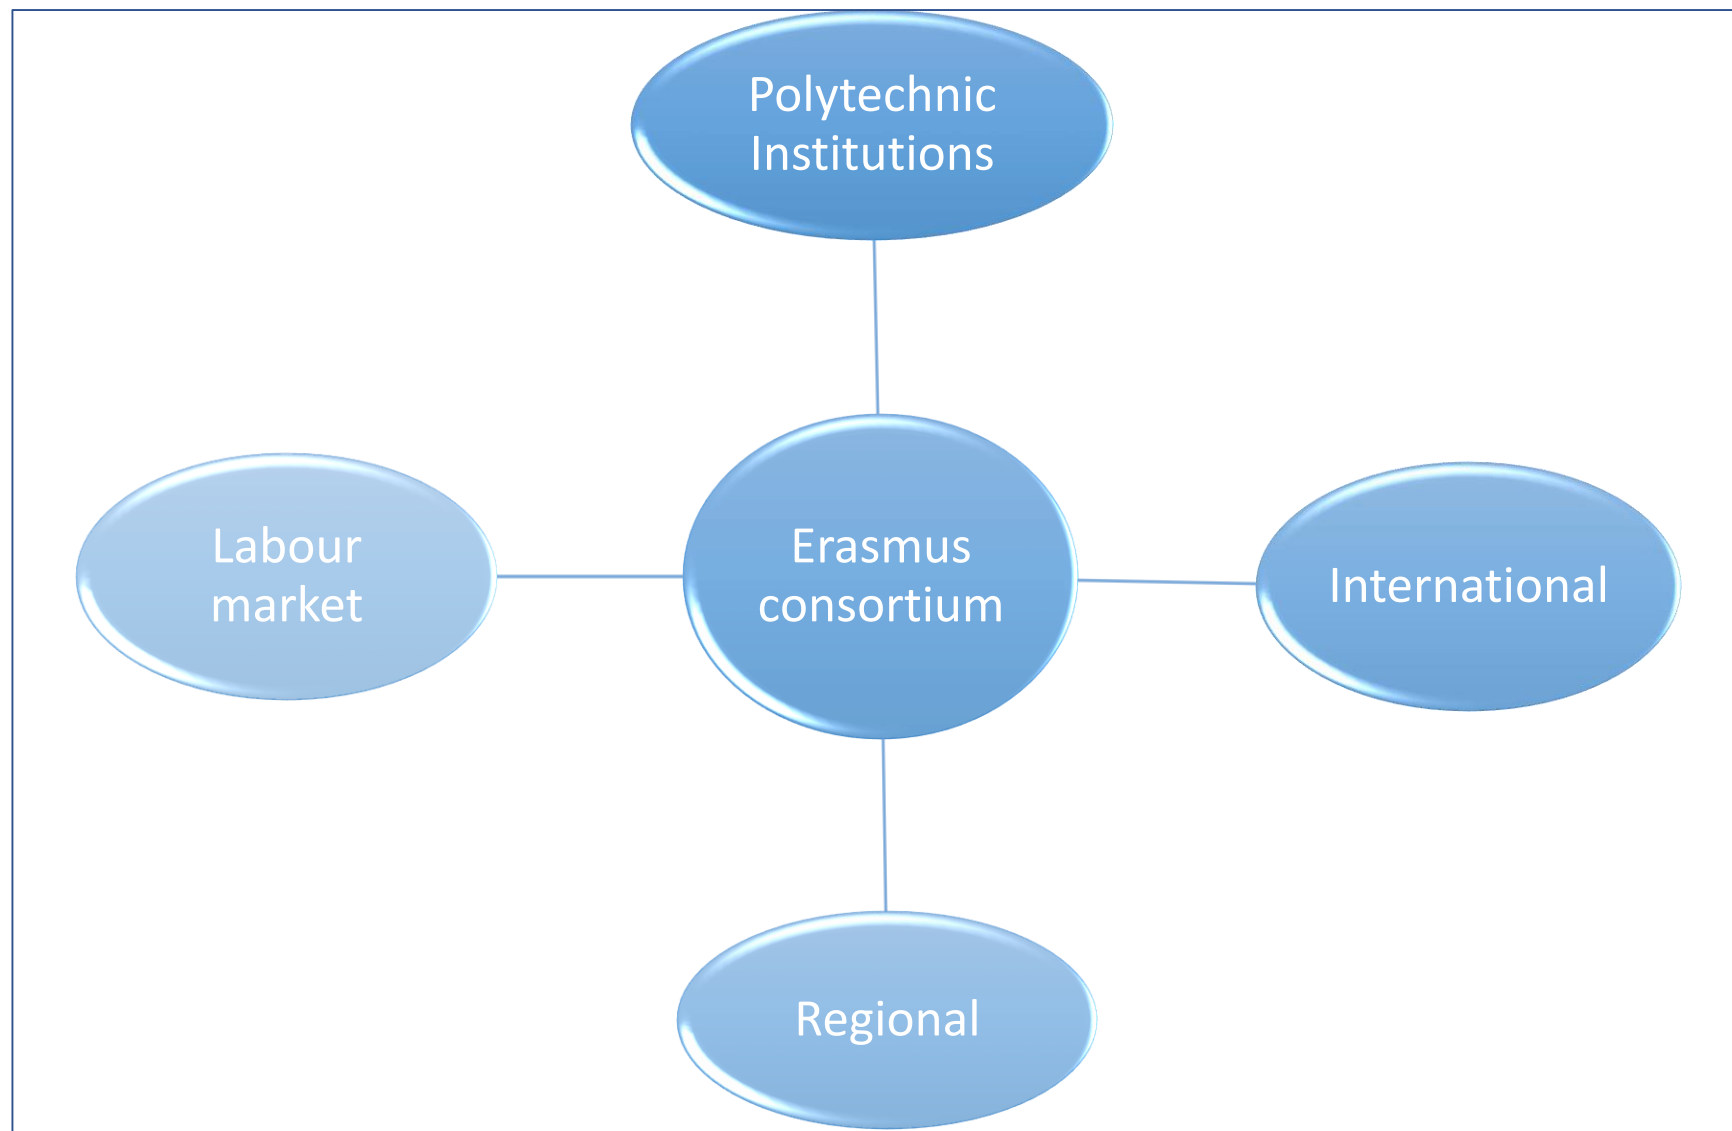 Polytechnic
Institutions
Labour
market
Erasmus
consortium
International
Regional